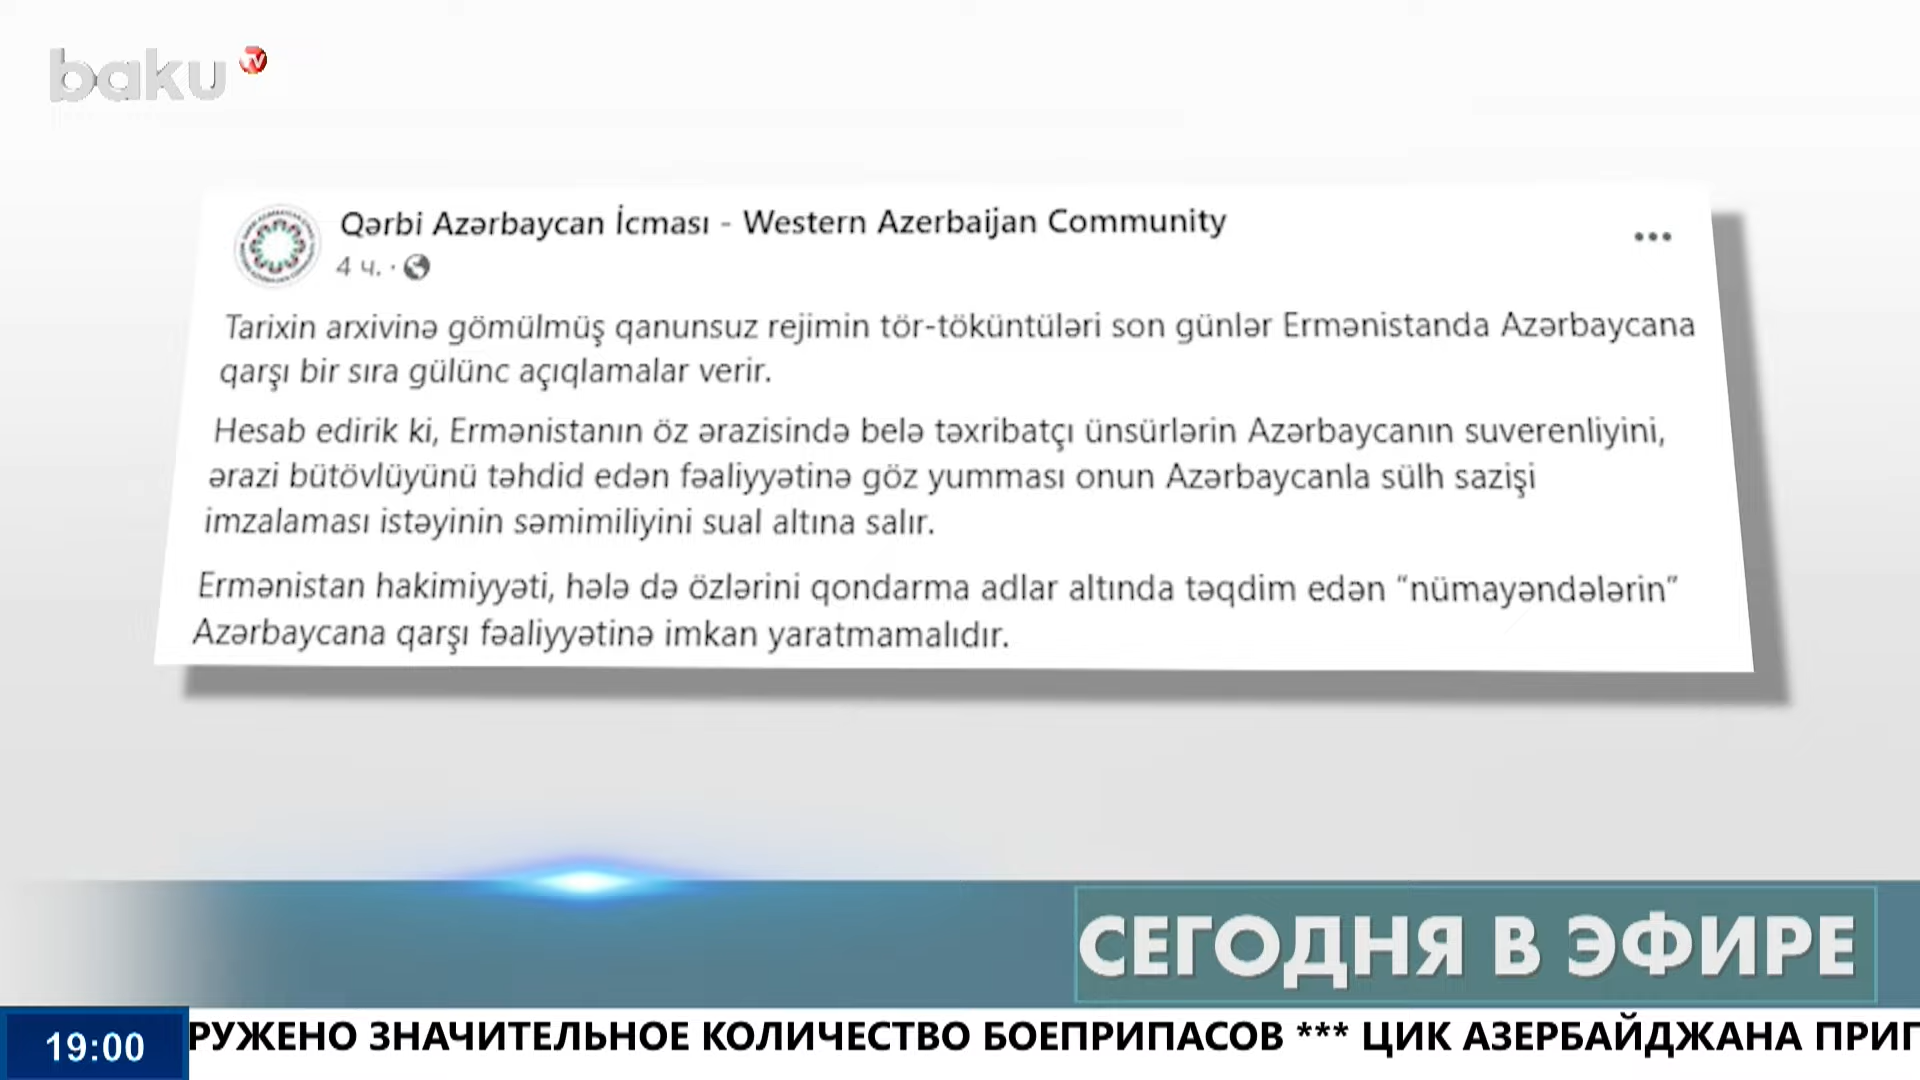 baku TV
Qərbi Azərbaycan İcması - Western Azerbaijan Community
4 ч. ·
Tarixin arxivinə gömülmüş qanunsuz rejimin tör-töküntüləri son günlər Ermənistanda Azərbaycana
qarşı bir sıra gülünc açıqlamalar verir.
Hesab edirik ki, Ermənistanın öz ərazisində belə təxribatçı ünsürlərin Azərbaycanın suverenliyini,
ərazi bütövlüyünü təhdid edən fəaliyyətinə göz yumması onun Azərbaycanla sülh sazişi
imzalaması istəyinin səmimiliyini sual altına salır.
Ermənistan hakimiyyəti, hələ də özlərini qondarma adlar altında təqdim edən “nümayəndələrin”
Azərbaycana qarşı fəaliyyətinə imkan yaratmamalıdır.
СЕГОДНЯ В ЭФИРЕ
19:00
РУЖЕНО ЗНАЧИТЕЛЬНОЕ КОЛИЧЕСТВО БОЕПРИПАСОВ *** ЦИК АЗЕРБАЙДЖАНА ПРИГ